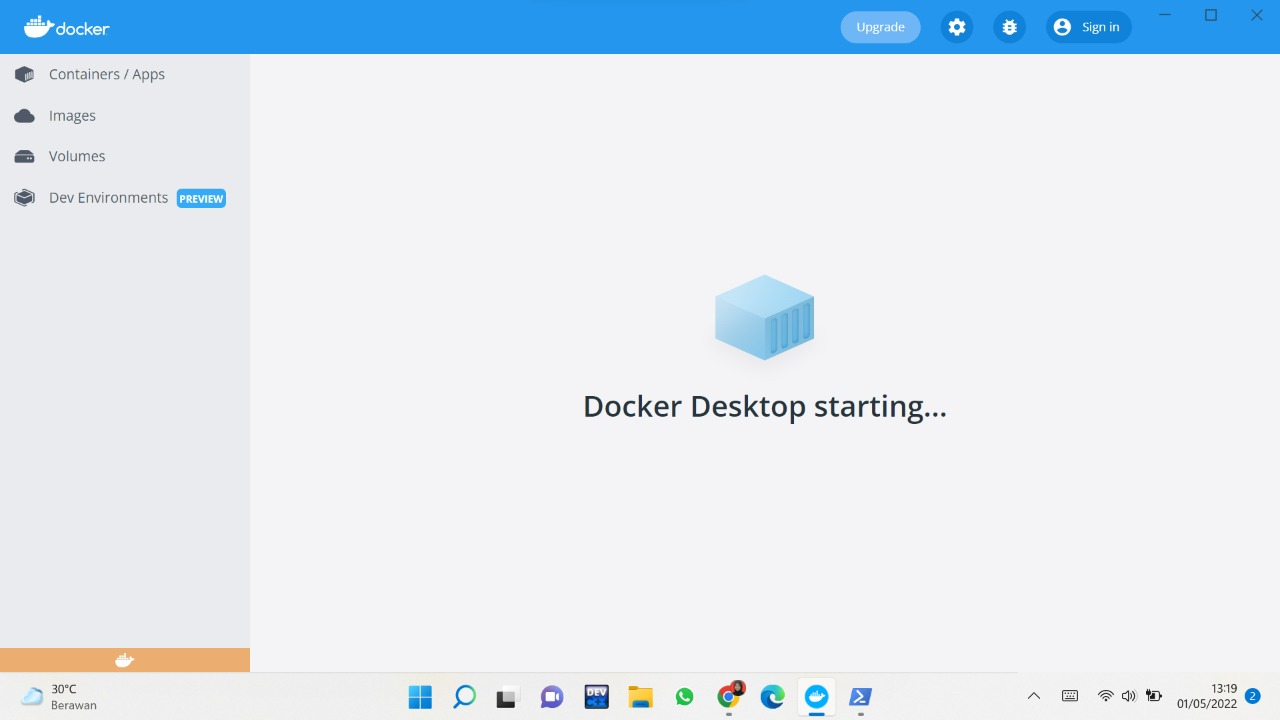 docker
Upgrade
Sign in
Containers / Apps
Images
Volumes
Dev Environments PREVIEW
Docker Desktop starting...
30°C
Berawan
DEV
13:19
01/05/2022
2